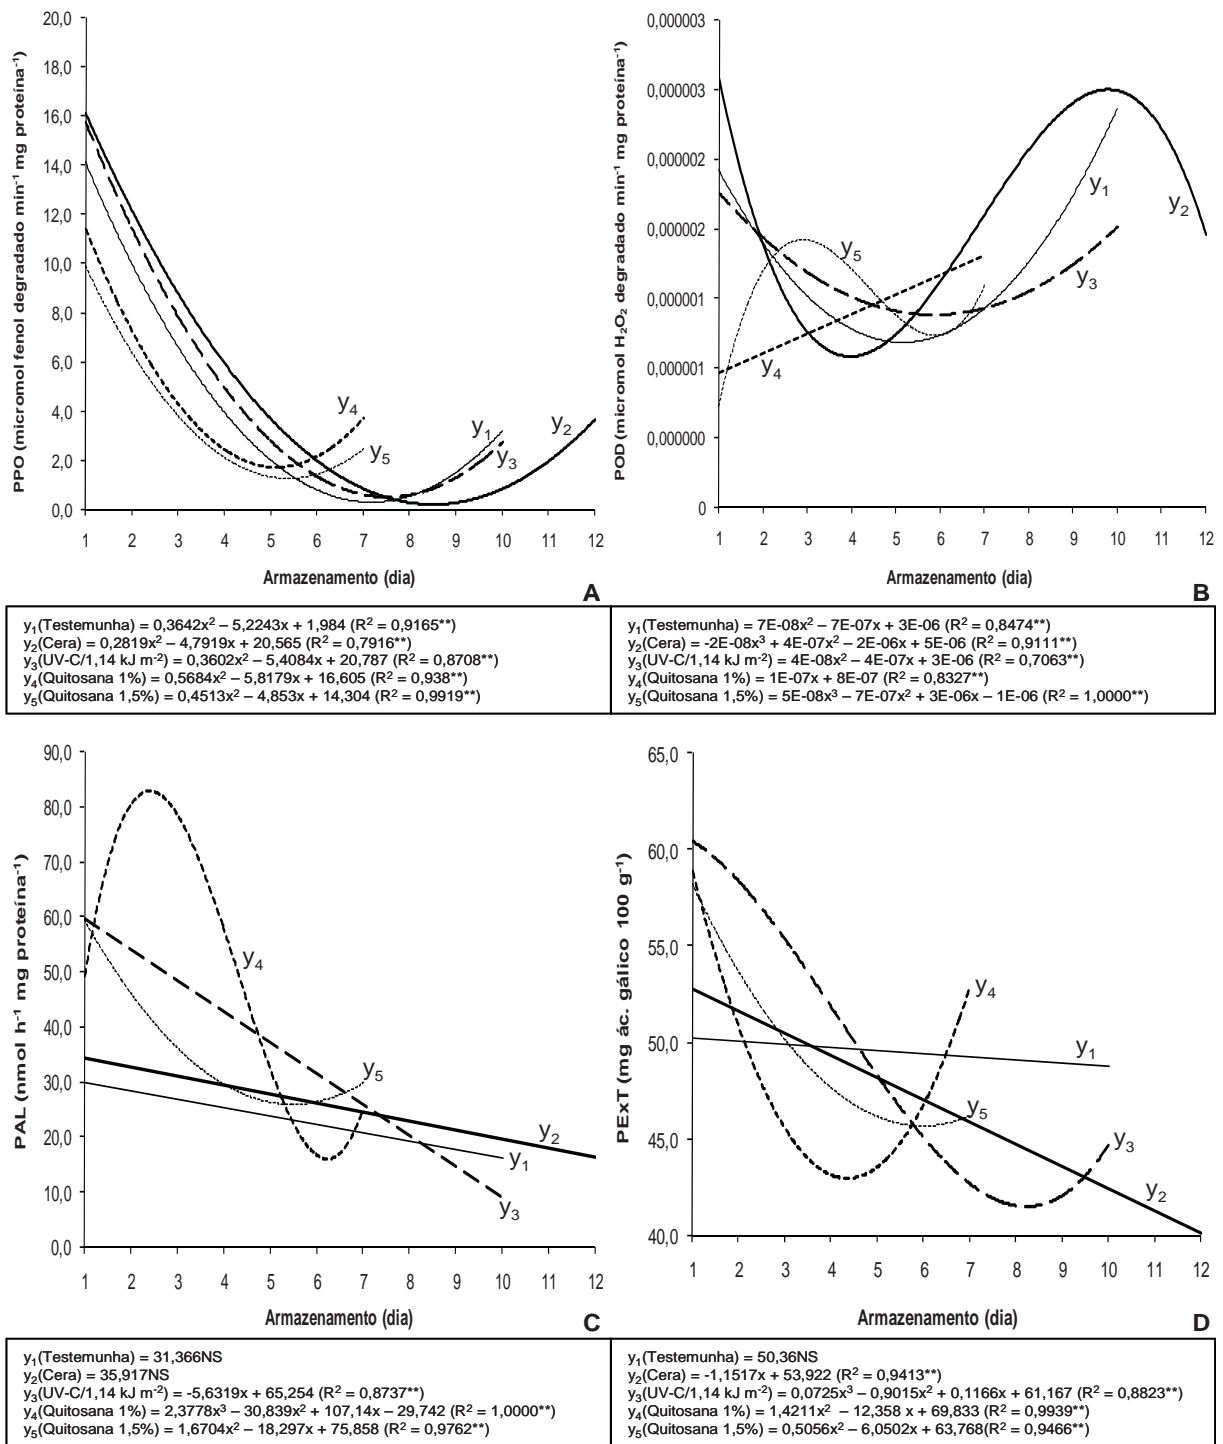 PPO (micromol fenol degradado min⁻¹ mg proteína⁻¹)
20,0
18,0
16,0
14,0
12,0
10,0
8,0
6,0
4,0
2,0
0,0
y₄
y₅
y₁
y₃
y₂
1 2 3 4 5 6 7 8 9 10 11 12
Armazenamento (dia)
A
POD (micromol H₂O₂ degradado min⁻¹ mg proteína⁻¹)
0,000003
0,000003
0,000002
0,000002
0,000001
0,000001
0,000000
0
y₁
y₂
y₅
y₃
y₄
1 2 3 4 5 6 7 8 9 10 11 12
Armazenamento (dia)
B
y₁(Testemunha) = 0,3642x² – 5,2243x + 1,984 (R² = 0,9165**)
y₂(Cera) = 0,2819x² – 4,7919x + 20,565 (R² = 0,7916**)
y₃(UV-C/1,14 kJ m⁻²) = 0,3602x² – 5,4084x + 20,787 (R² = 0,8708**)
y₄(Quitosana 1%) = 0,5684x² – 5,8179x + 16,605 (R² = 0,938**)
y₅(Quitosana 1,5%) = 0,4513x² – 4,853x + 14,304 (R² = 0,9919**)
y₁(Testemunha) = 7E-08x² – 7E-07x + 3E-06 (R² = 0,8474**)
y₂(Cera) = -2E-08x³ + 4E-07x² – 2E-06x + 5E-06 (R² = 0,9111**)
y₃(UV-C/1,14 kJ m⁻²) = 4E-08x² – 4E-07x + 3E-06 (R² = 0,7063**)
y₄(Quitosana 1%) = 1E-07x + 8E-07 (R² = 0,8327**)
y₅(Quitosana 1,5%) = 5E-08x³ – 7E-07x² + 3E-06x – 1E-06 (R² = 1,0000**)
PAL (nmol h⁻¹ mg proteína⁻¹)
90,0
80,0
70,0
60,0
50,0
40,0
30,0
20,0
10,0
0,0
y₄
y₅
y₂
y₁
y₃
1 2 3 4 5 6 7 8 9 10 11 12
Armazenamento (dia)
C
PExT (mg ác. gálico 100 g⁻¹)
65,0
60,0
55,0
50,0
45,0
40,0
y₄
y₁
y₅
y₃
y₂
1 2 3 4 5 6 7 8 9 10 11 12
Armazenamento (dia)
D
y₁(Testemunha) = 31,366NS
y₂(Cera) = 35,917NS
y₃(UV-C/1,14 kJ m⁻²) = -5,6319x + 65,254 (R² = 0,8737**)
y₄(Quitosana 1%) = 2,3778x³ – 30,839x² + 107,14x – 29,742 (R² = 1,0000**)
y₅(Quitosana 1,5%) = 1,6704x² – 18,297x + 75,858 (R² = 0,9762**)
y₁(Testemunha) = 50,36NS
y₂(Cera) = -1,1517x + 53,922 (R² = 0,9413**)
y₃(UV-C/1,14 kJ m⁻²) = 0,0725x³ – 0,9015x² + 0,1166x + 61,167 (R² = 0,8823**)
y₄(Quitosana 1%) = 1,4211x² – 12,358 x + 69,833 (R² = 0,9939**)
y₅(Quitosana 1,5%) = 0,5056x² – 6,0502x + 63,768(R² = 0,9466**)